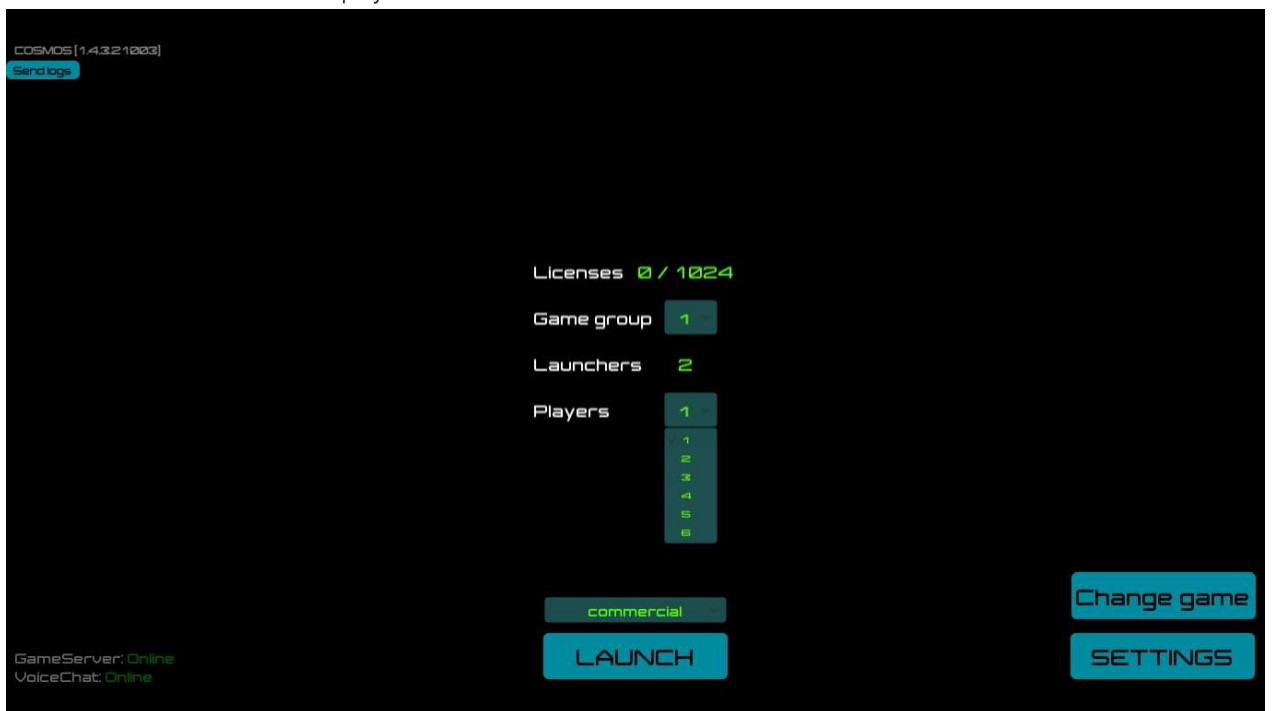 COSMOS [1.4.3.21003]
Send logs
Licenses 0 / 1024
Game group 1
Launchers 2
Players 1
1
2
3
4
5
6
commercial
Change game
LAUNCH
SETTINGS
GameServer: Online
VoiceChat: Online